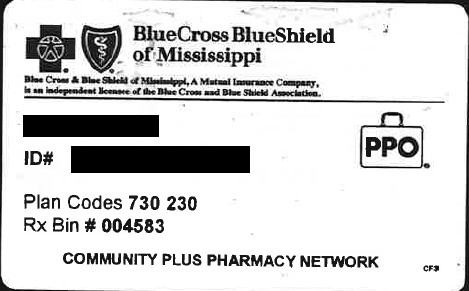 BlueCross BlueShield
of Mississippi
Blue Cross & Blue Shield of Mississippi, A Mutual Insurance Company,
is an independent licensee of the Blue Cross and Blue Shield Association.
ID#
PPO
Plan Codes 730 230
Rx Bin # 004583
COMMUNITY PLUS PHARMACY NETWORK